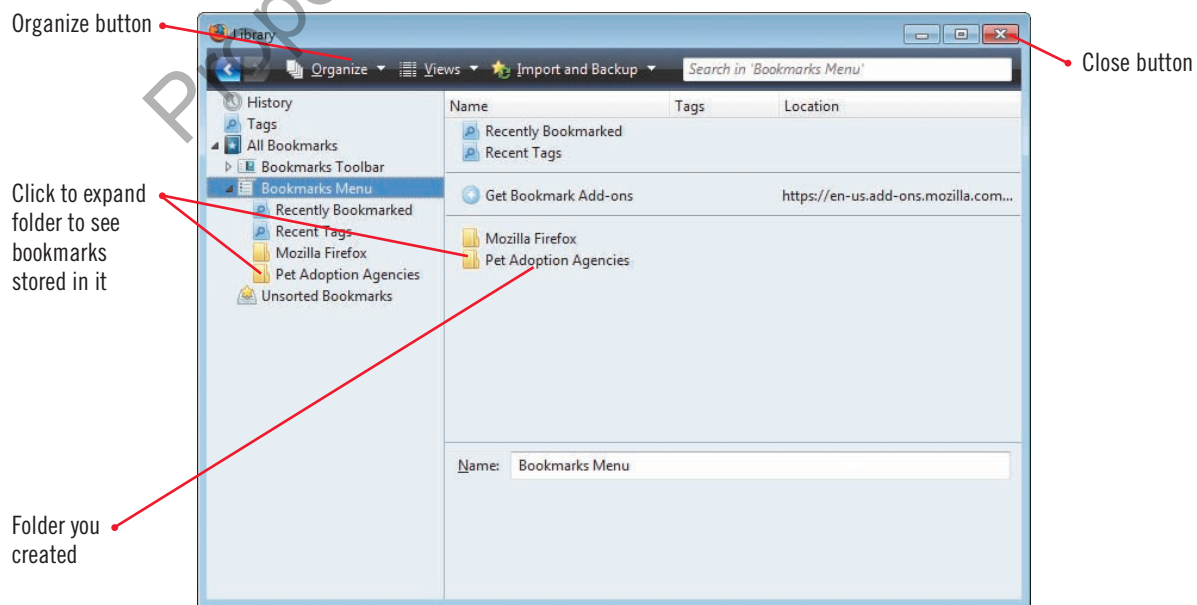 Organize button
Library
Close button
Organize
Views
Import and Backup
Search in 'Bookmarks Menu'
History
Tags
All Bookmarks
Bookmarks Toolbar
Bookmarks Menu
Recently Bookmarked
Recent Tags
Mozilla Firefox
Pet Adoption Agencies
Unsorted Bookmarks
Name Tags Location
Recently Bookmarked
Recent Tags
Get Bookmark Add-ons https://en-us.add-ons.mozilla.com...
Mozilla Firefox
Pet Adoption Agencies
Name: Bookmarks Menu
Click to expand
folder to see
bookmarks
stored in it
Folder you
created